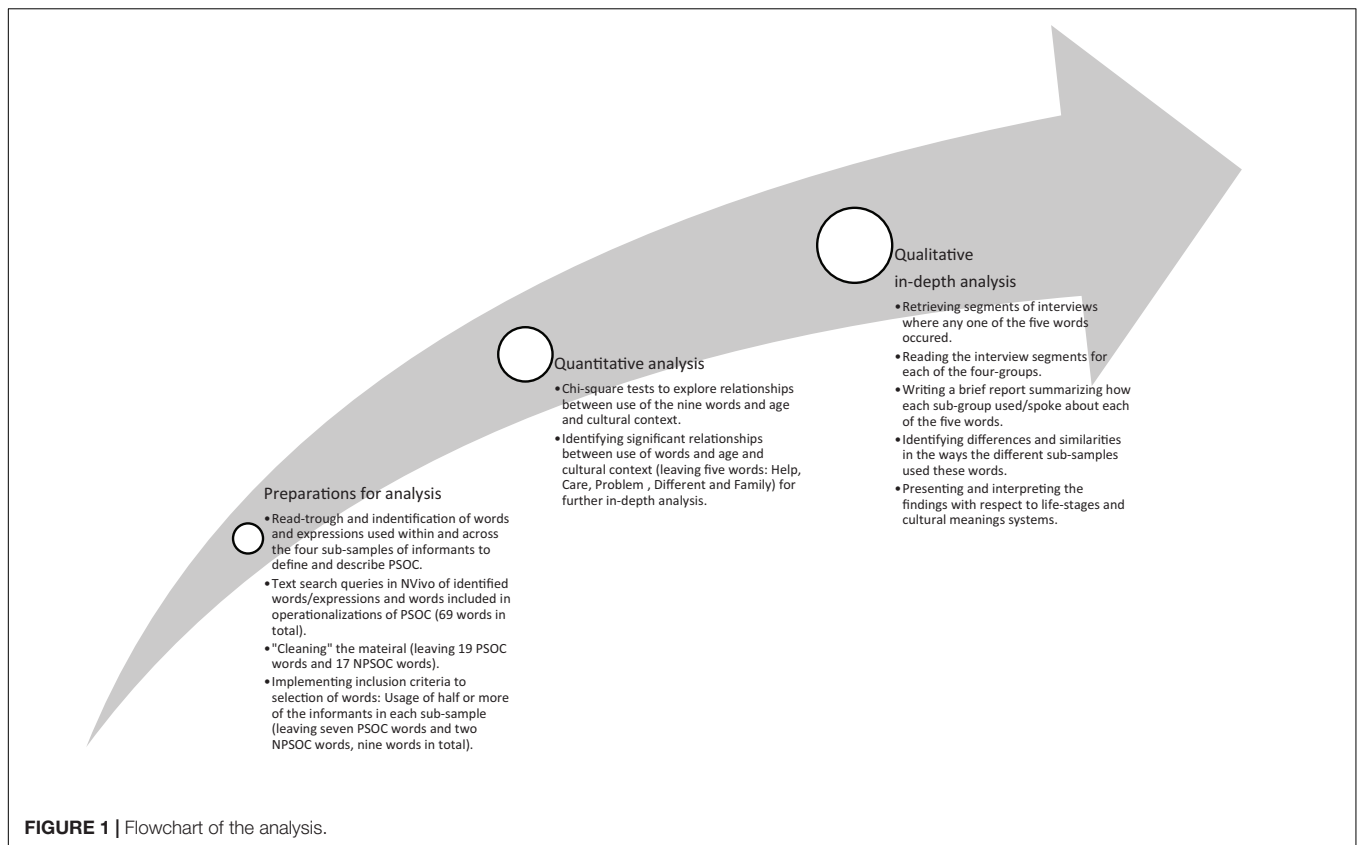 Qualitative
in-depth analysis
•Retrieving segments of interviews
where any one of the five words
occured.
•Reading the interview segments for
each of the four-groups.
•Writing a brief report summarizing how
each sub-group used/spoke about each
of the five words.
•Identifying differences and similarities
in the ways the different sub-samples
used these words.
•Presenting and interpreting the
findings with respect to life-stages and
cultural meanings systems.
Quantitative analysis
•Chi-square tests to explore relationships
between use of the nine words and age
and cultural context.
•Identifying significant relationships
between use of words and age and
cultural context (leaving five words: Help,
Care, Problem , Different and Family) for
further in-depth analysis.
Preparations for analysis
•Read-trough and indentification of words
and expressions used within and across
the four sub-samples of informants to
define and describe PSOC.
•Text search queries in NVivo of identified
words/expressions and words included in
operationalizations of PSOC (69 words in
total).
•"Cleaning" the mateiral (leaving 19 PSOC
words and 17 NPSOC words).
•Implementing inclusion criteria to
selection of words: Usage of half or more
of the informants in each sub-sample
(leaving seven PSOC words and two
NPSOC words, nine words in total).
FIGURE 1 | Flowchart of the analysis.